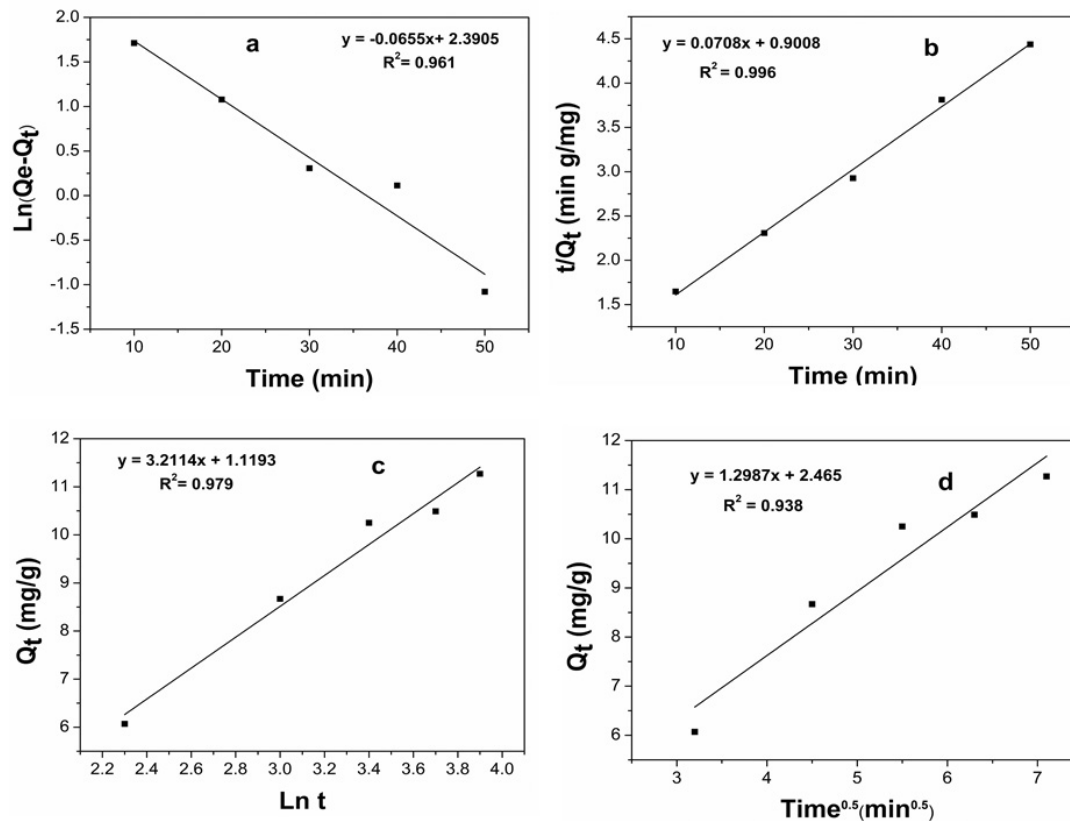 a
y = -0.0655x+ 2.3905
R2= 0.961
2.0
1.5
1.0
0.5
0.0
-0.5
-1.0
-1.5
Ln(Qe-Qt)
10 20 30 40 50
Time (min)
b
y = 0.0708x + 0.9008
R2 = 0.996
4.5
4.0
3.5
3.0
2.5
2.0
1.5
t/Qt (min g/mg)
10 20 30 40 50
Time (min)
c
y = 3.2114x + 1.1193
R2 = 0.979
12
11
10
9
8
7
6
Qt (mg/g)
2.2 2.4 2.6 2.8 3.0 3.2 3.4 3.6 3.8 4.0
Ln t
d
y = 1.2987x + 2.465
R2 = 0.938
12
11
10
9
8
7
6
Qt (mg/g)
3 4 5 6 7
Time0.5(min0.5)